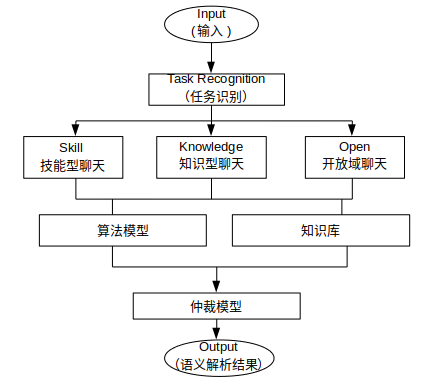 Input
（输入）
Task Recognition
（任务识别）
Skill
技能型聊天
Knowledge
知识型聊天
Open
开放域聊天
算法模型
知识库
仲裁模型
Output
（语义解析结果）